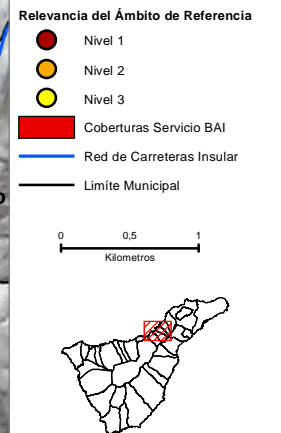 Relevancia del Ámbito de Referencia
Nivel 1
Nivel 2
Nivel 3
Coberturas Servicio BAI
Red de Carreteras Insular
Limíte Municipal
0 0,5 1
Kilometros